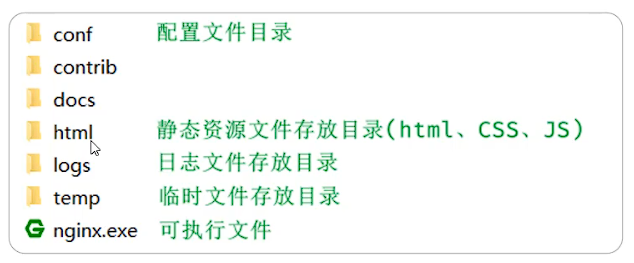 conf 配置文件目录
contrib
docs
html 静态资源文件存放目录(html、CSS、JS)
logs 日志文件存放目录
temp 临时文件存放目录
nginx.exe 可执行文件